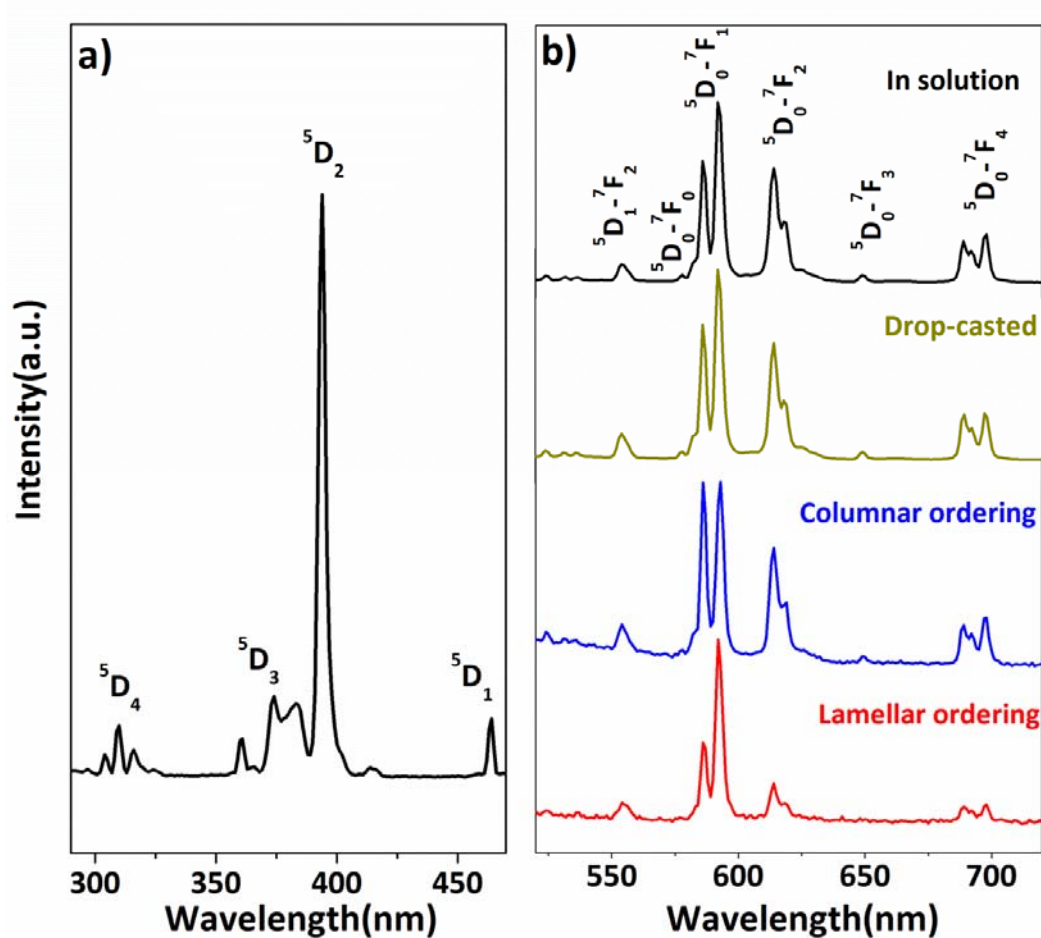 a)
⁵D₂
⁵D₃
⁵D₄
⁵D₁
Intensity(a.u.)
300 350 400 450
Wavelength(nm)
b)
⁵D₁-⁷F₂
⁵D₀-⁷F₀
⁵D₀-⁷F₁
⁵D₀-⁷F₂
⁵D₀-⁷F₃
⁵D₀-⁷F₄
In solution
Drop-casted
Columnar ordering
Lamellar ordering
550 600 650 700
Wavelength(nm)